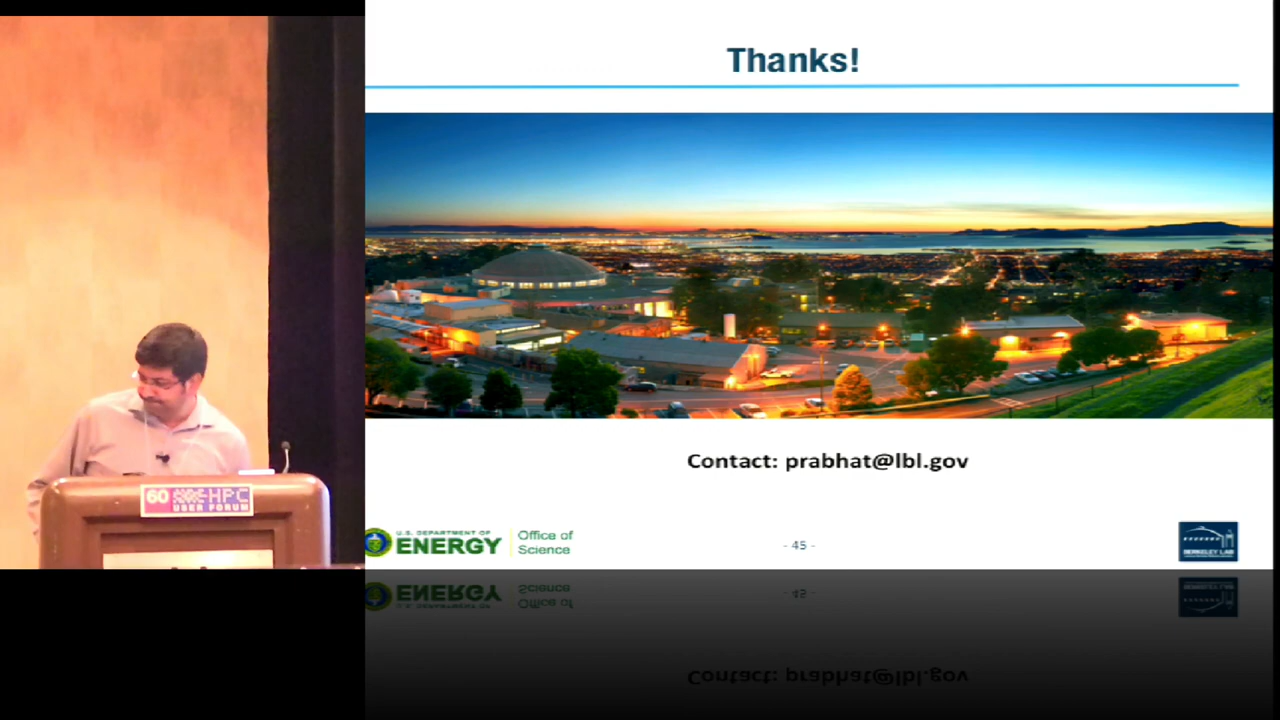 Thanks!
Contact: prabhat@lbl.gov
U.S. DEPARTMENT OF
ENERGY
Office of
Science
- 45 -
BERKELEY LAB
60
HPC
USER FORUM